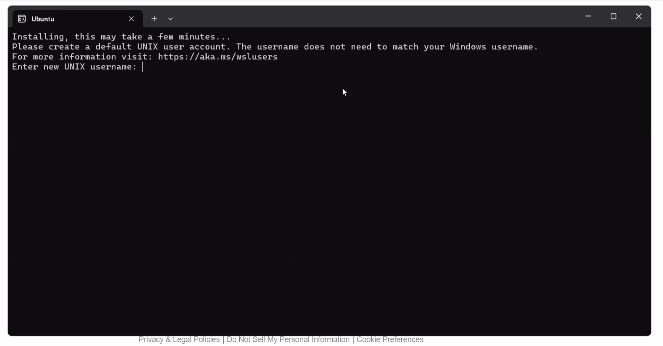 Ubuntu
Installing, this may take a few minutes...
Please create a default UNIX user account. The username does not need to match your Windows username.
For more information visit: https://aka.ms/wslusers
Enter new UNIX username:
Privacy & Legal Policies | Do Not Sell My Personal Information | Cookie Preferences